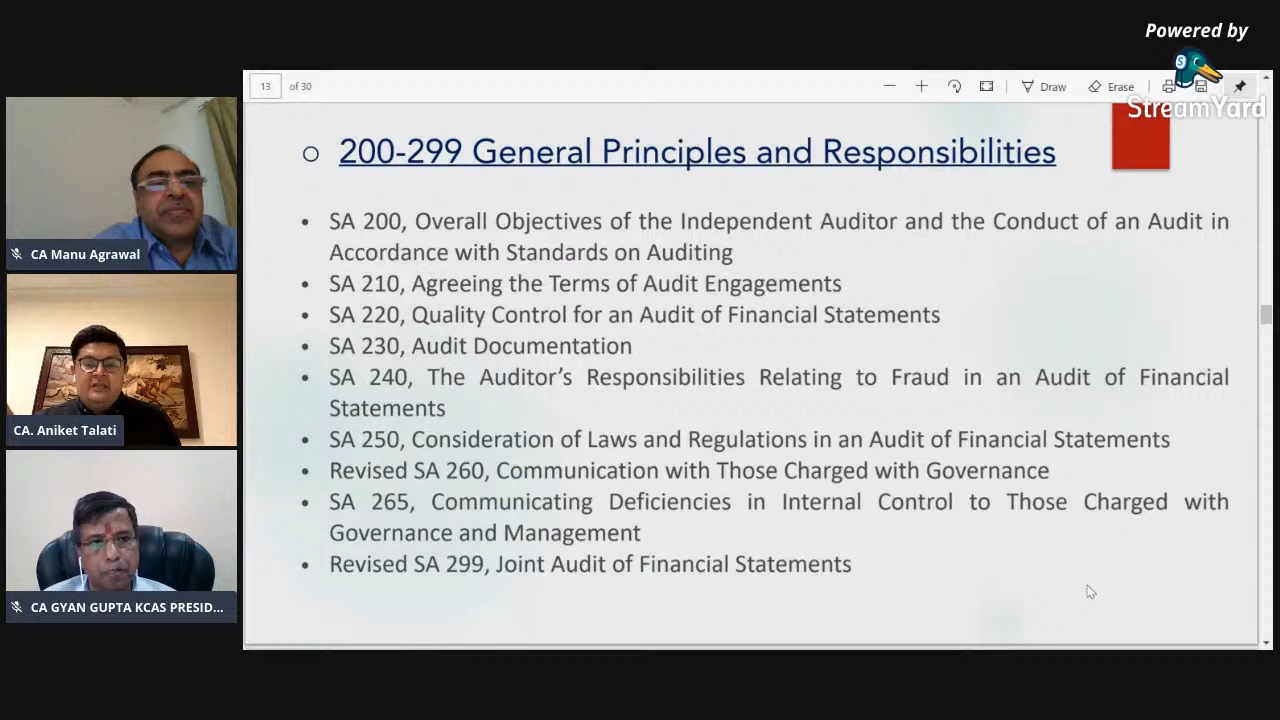 Powered by
StreamYard
13 of 30
Draw
Erase
200-299 General Principles and Responsibilities
SA 200, Overall Objectives of the Independent Auditor and the Conduct of an Audit in
Accordance with Standards on Auditing
SA 210, Agreeing the Terms of Audit Engagements
SA 220, Quality Control for an Audit of Financial Statements
SA 230, Audit Documentation
SA 240, The Auditor’s Responsibilities Relating to Fraud in an Audit of Financial
Statements
SA 250, Consideration of Laws and Regulations in an Audit of Financial Statements
Revised SA 260, Communication with Those Charged with Governance
SA 265, Communicating Deficiencies in Internal Control to Those Charged with
Governance and Management
Revised SA 299, Joint Audit of Financial Statements
CA Manu Agrawal
CA. Aniket Talati
CA GYAN GUPTA KCAS PRESID...